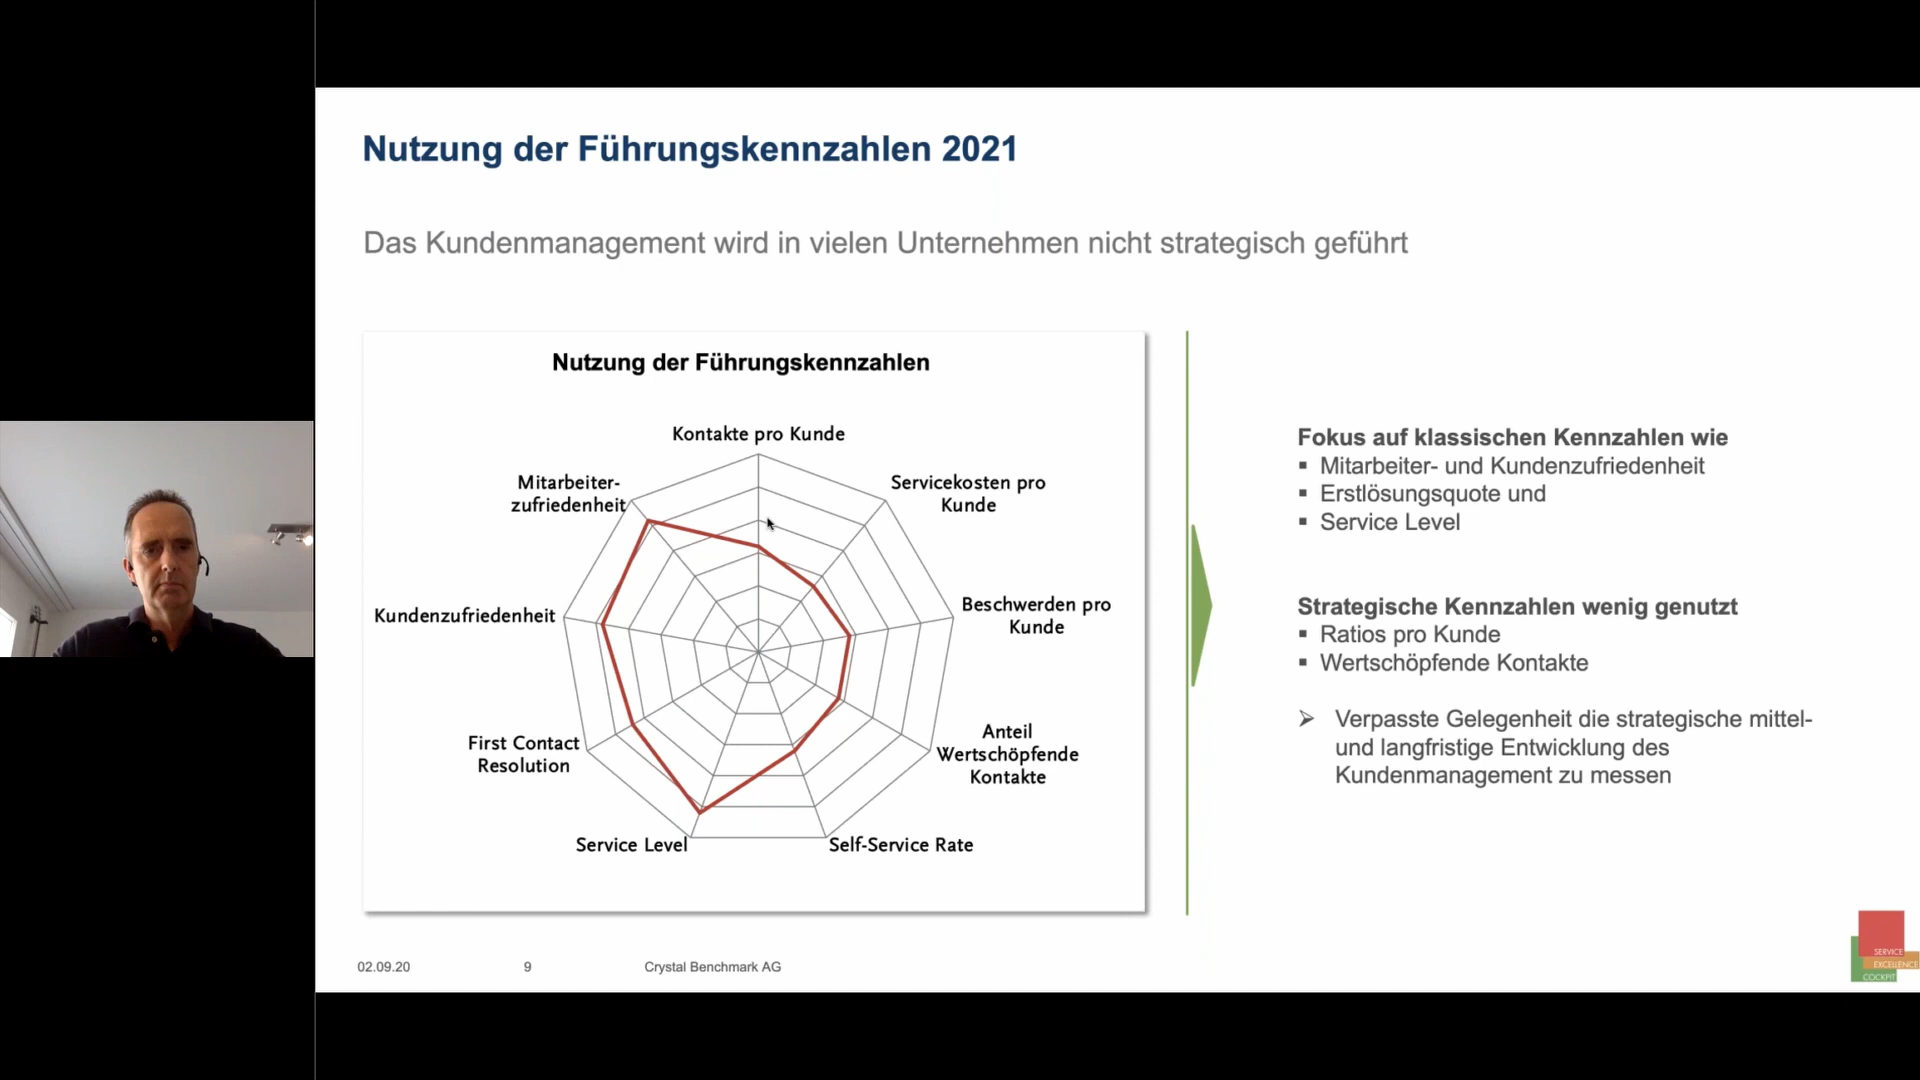 Nutzung der Führungskennzahlen 2021
Das Kundenmanagement wird in vielen Unternehmen nicht strategisch geführt
Nutzung der Führungskennzahlen
Kontakte pro Kunde
Servicekosten pro
Kunde
Beschwerden pro
Kunde
Anteil
Wertschöpfende
Kontakte
Self-Service Rate
Service Level
First Contact
Resolution
Kundenzufriedenheit
Mitarbeiter-
zufriedenheit
Fokus auf klassischen Kennzahlen wie
▪ Mitarbeiter- und Kundenzufriedenheit
▪ Erstlösungsquote und
▪ Service Level
Strategische Kennzahlen wenig genutzt
▪ Ratios pro Kunde
▪ Wertschöpfende Kontakte
➢ Verpasste Gelegenheit die strategische mittel-
und langfristige Entwicklung des
Kundenmanagement zu messen
02.09.20
9
Crystal Benchmark AG
SERVICE
EXCELLENCE
COCKPIT